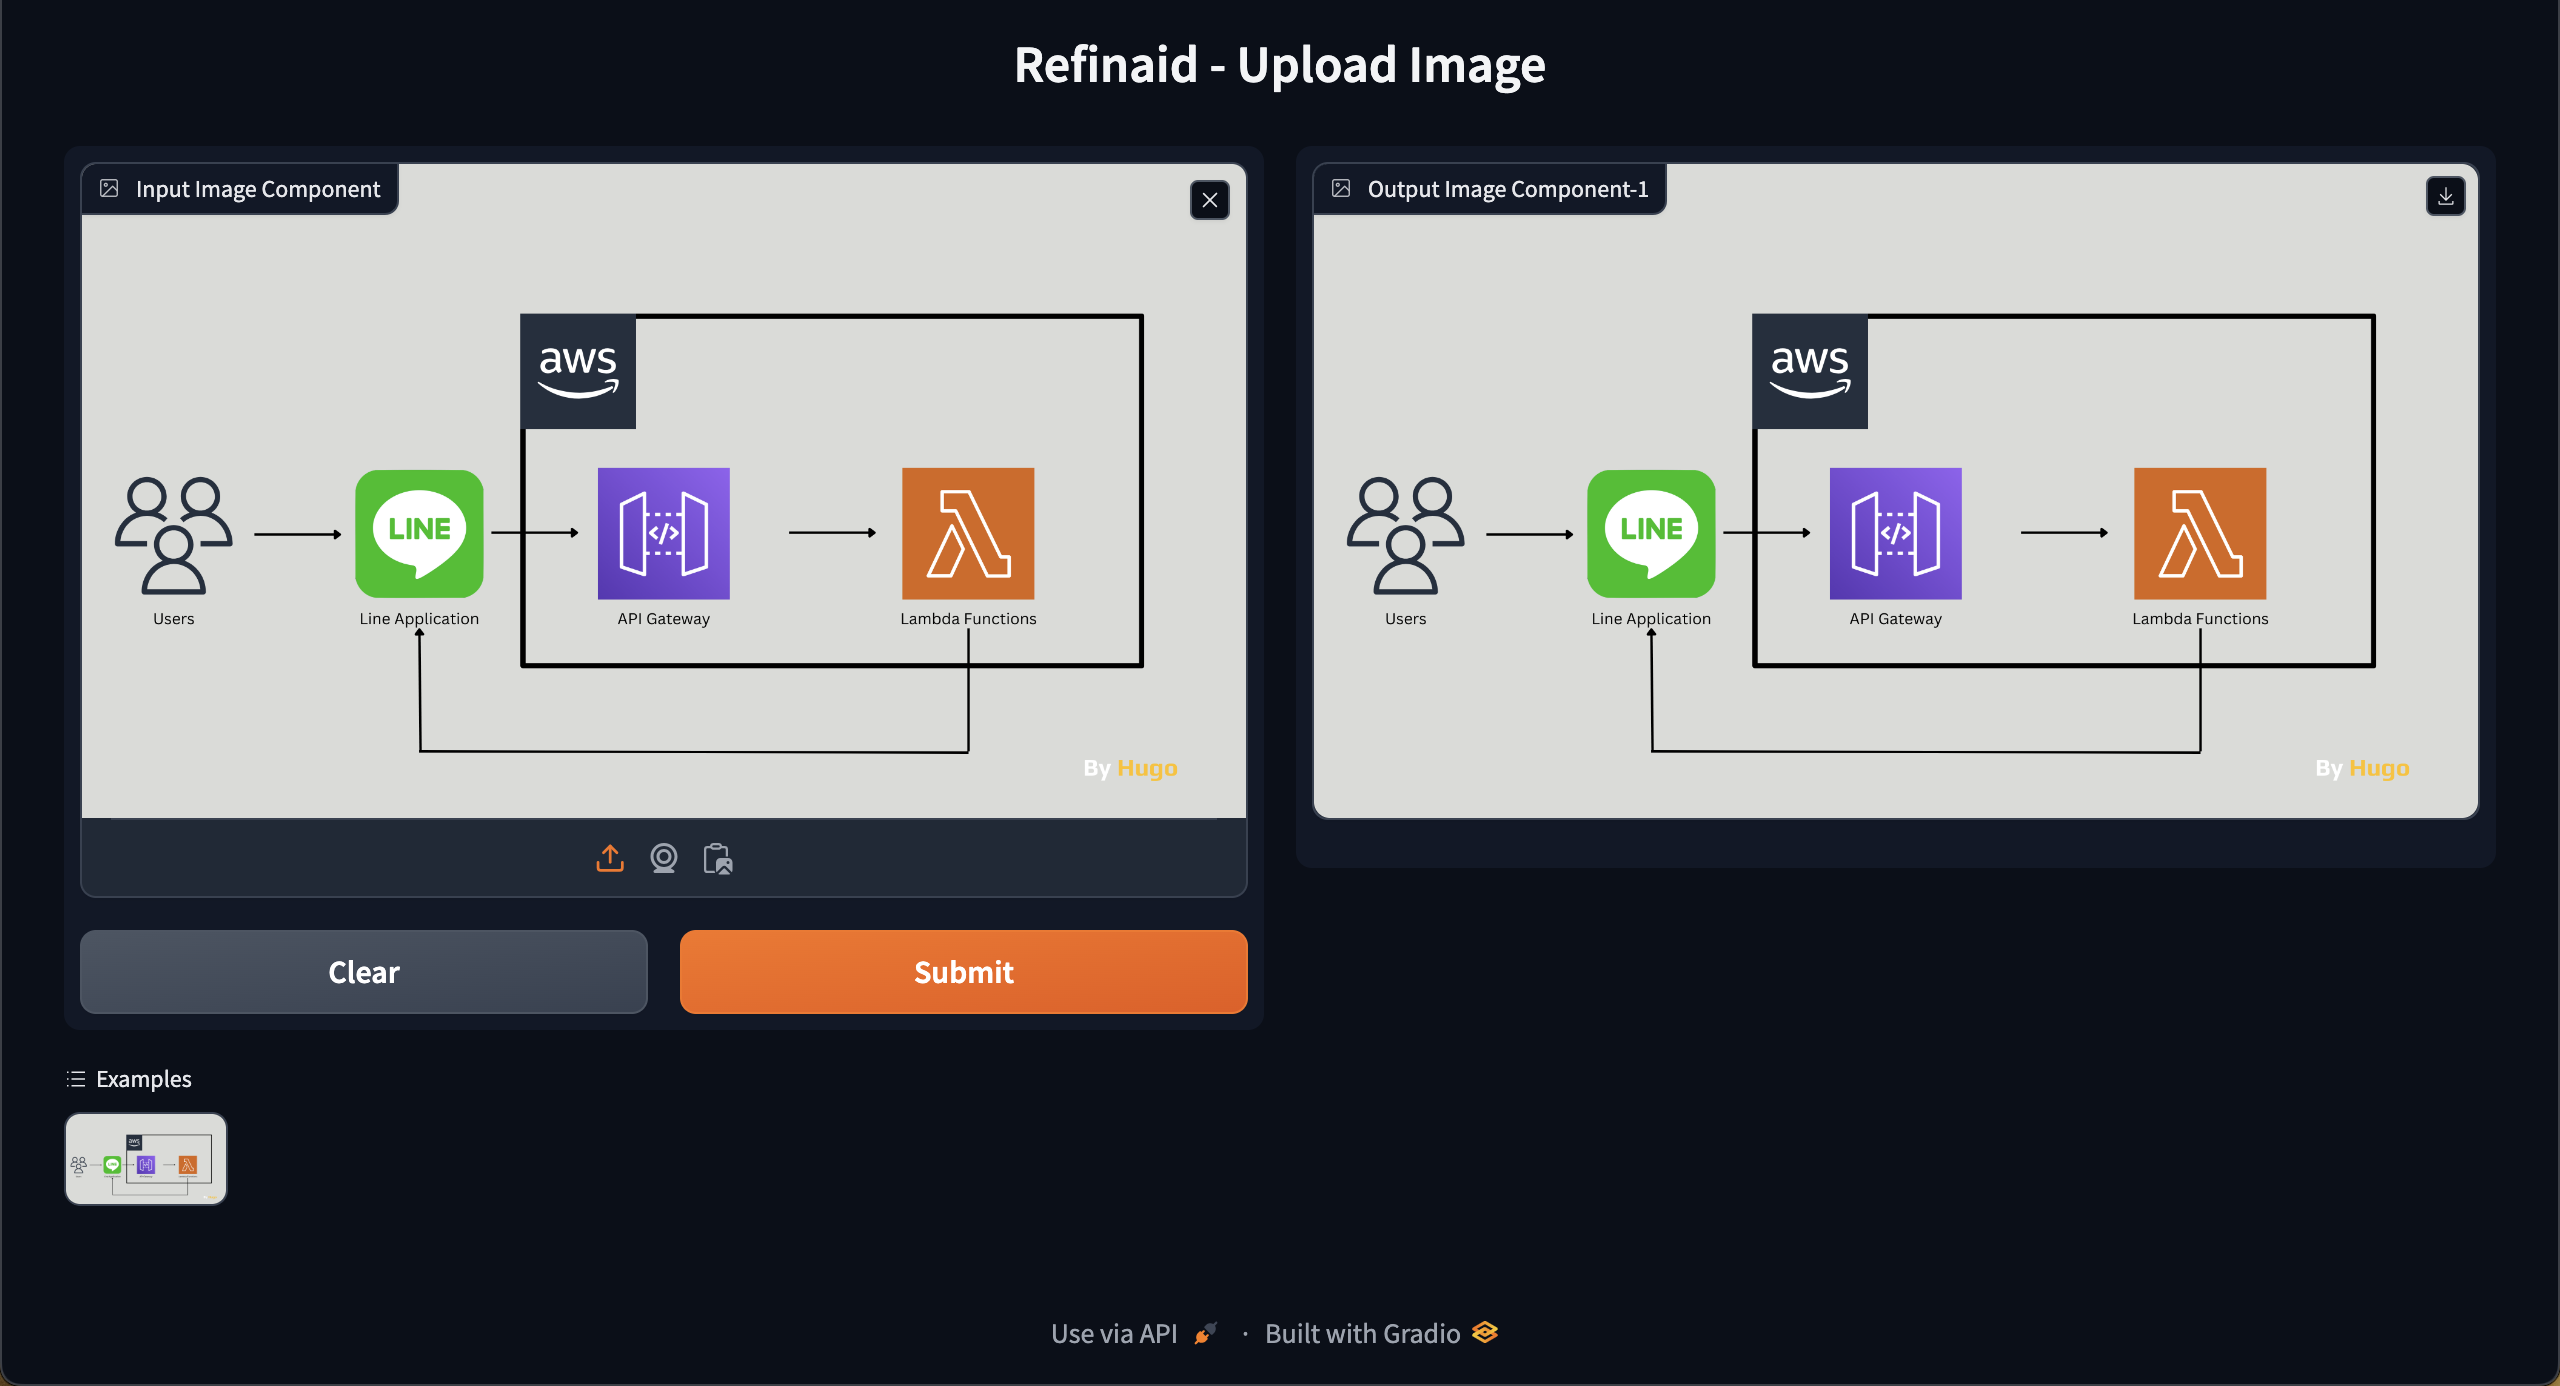 Refinaid - Upload Image
Input Image Component
aws
LINE
</>
Users
Line Application
API Gateway
Lambda Functions
By Hugo
Output Image Component-1
aws
LINE
</>
Users
Line Application
API Gateway
Lambda Functions
By Hugo
Clear
Submit
Examples
aws
Use via API · Built with Gradio